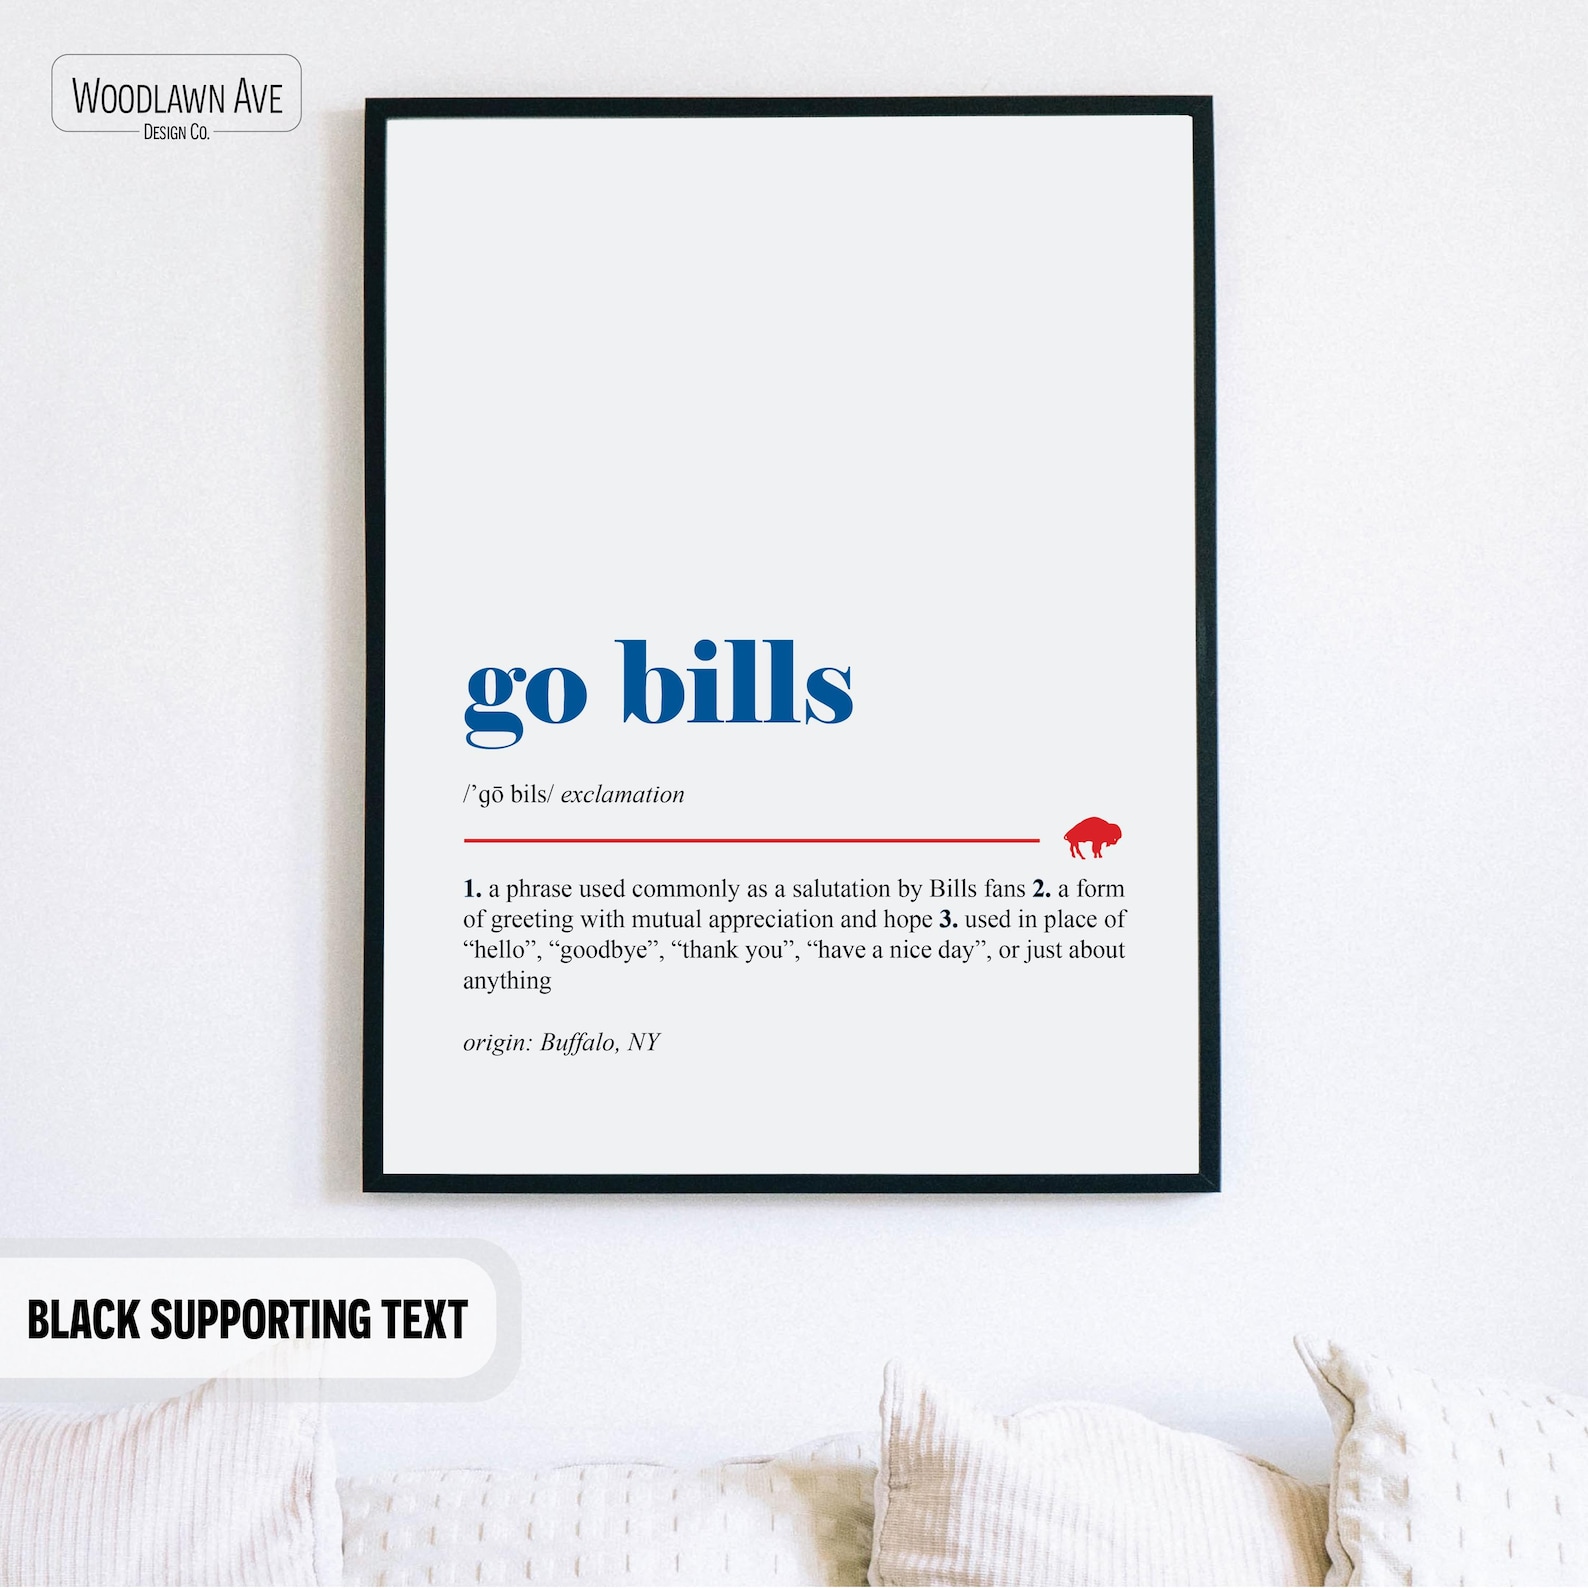 WOODLAWN AVE
DESIGN CO.
go bills
/’gō bils/ exclamation
1. a phrase used commonly as a salutation by Bills fans 2. a form
of greeting with mutual appreciation and hope 3. used in place of
“hello”, “goodbye”, “thank you”, “have a nice day”, or just about
anything
origin: Buffalo, NY
BLACK SUPPORTING TEXT